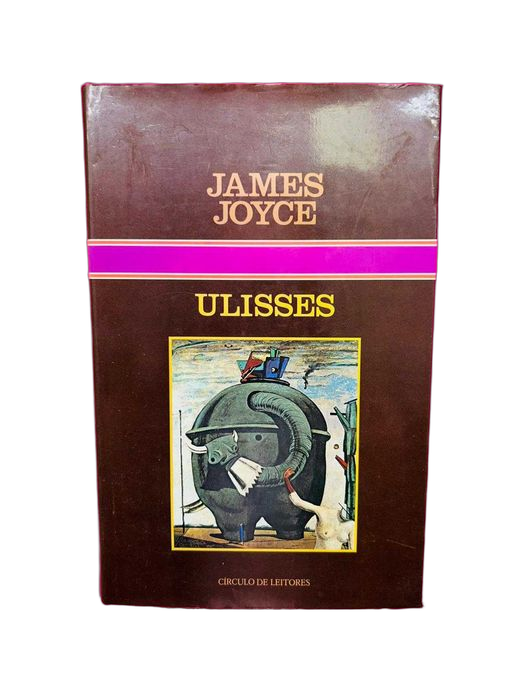 JAMES
JOYCE
ULISSES
CÍRCULO DE LEITORES